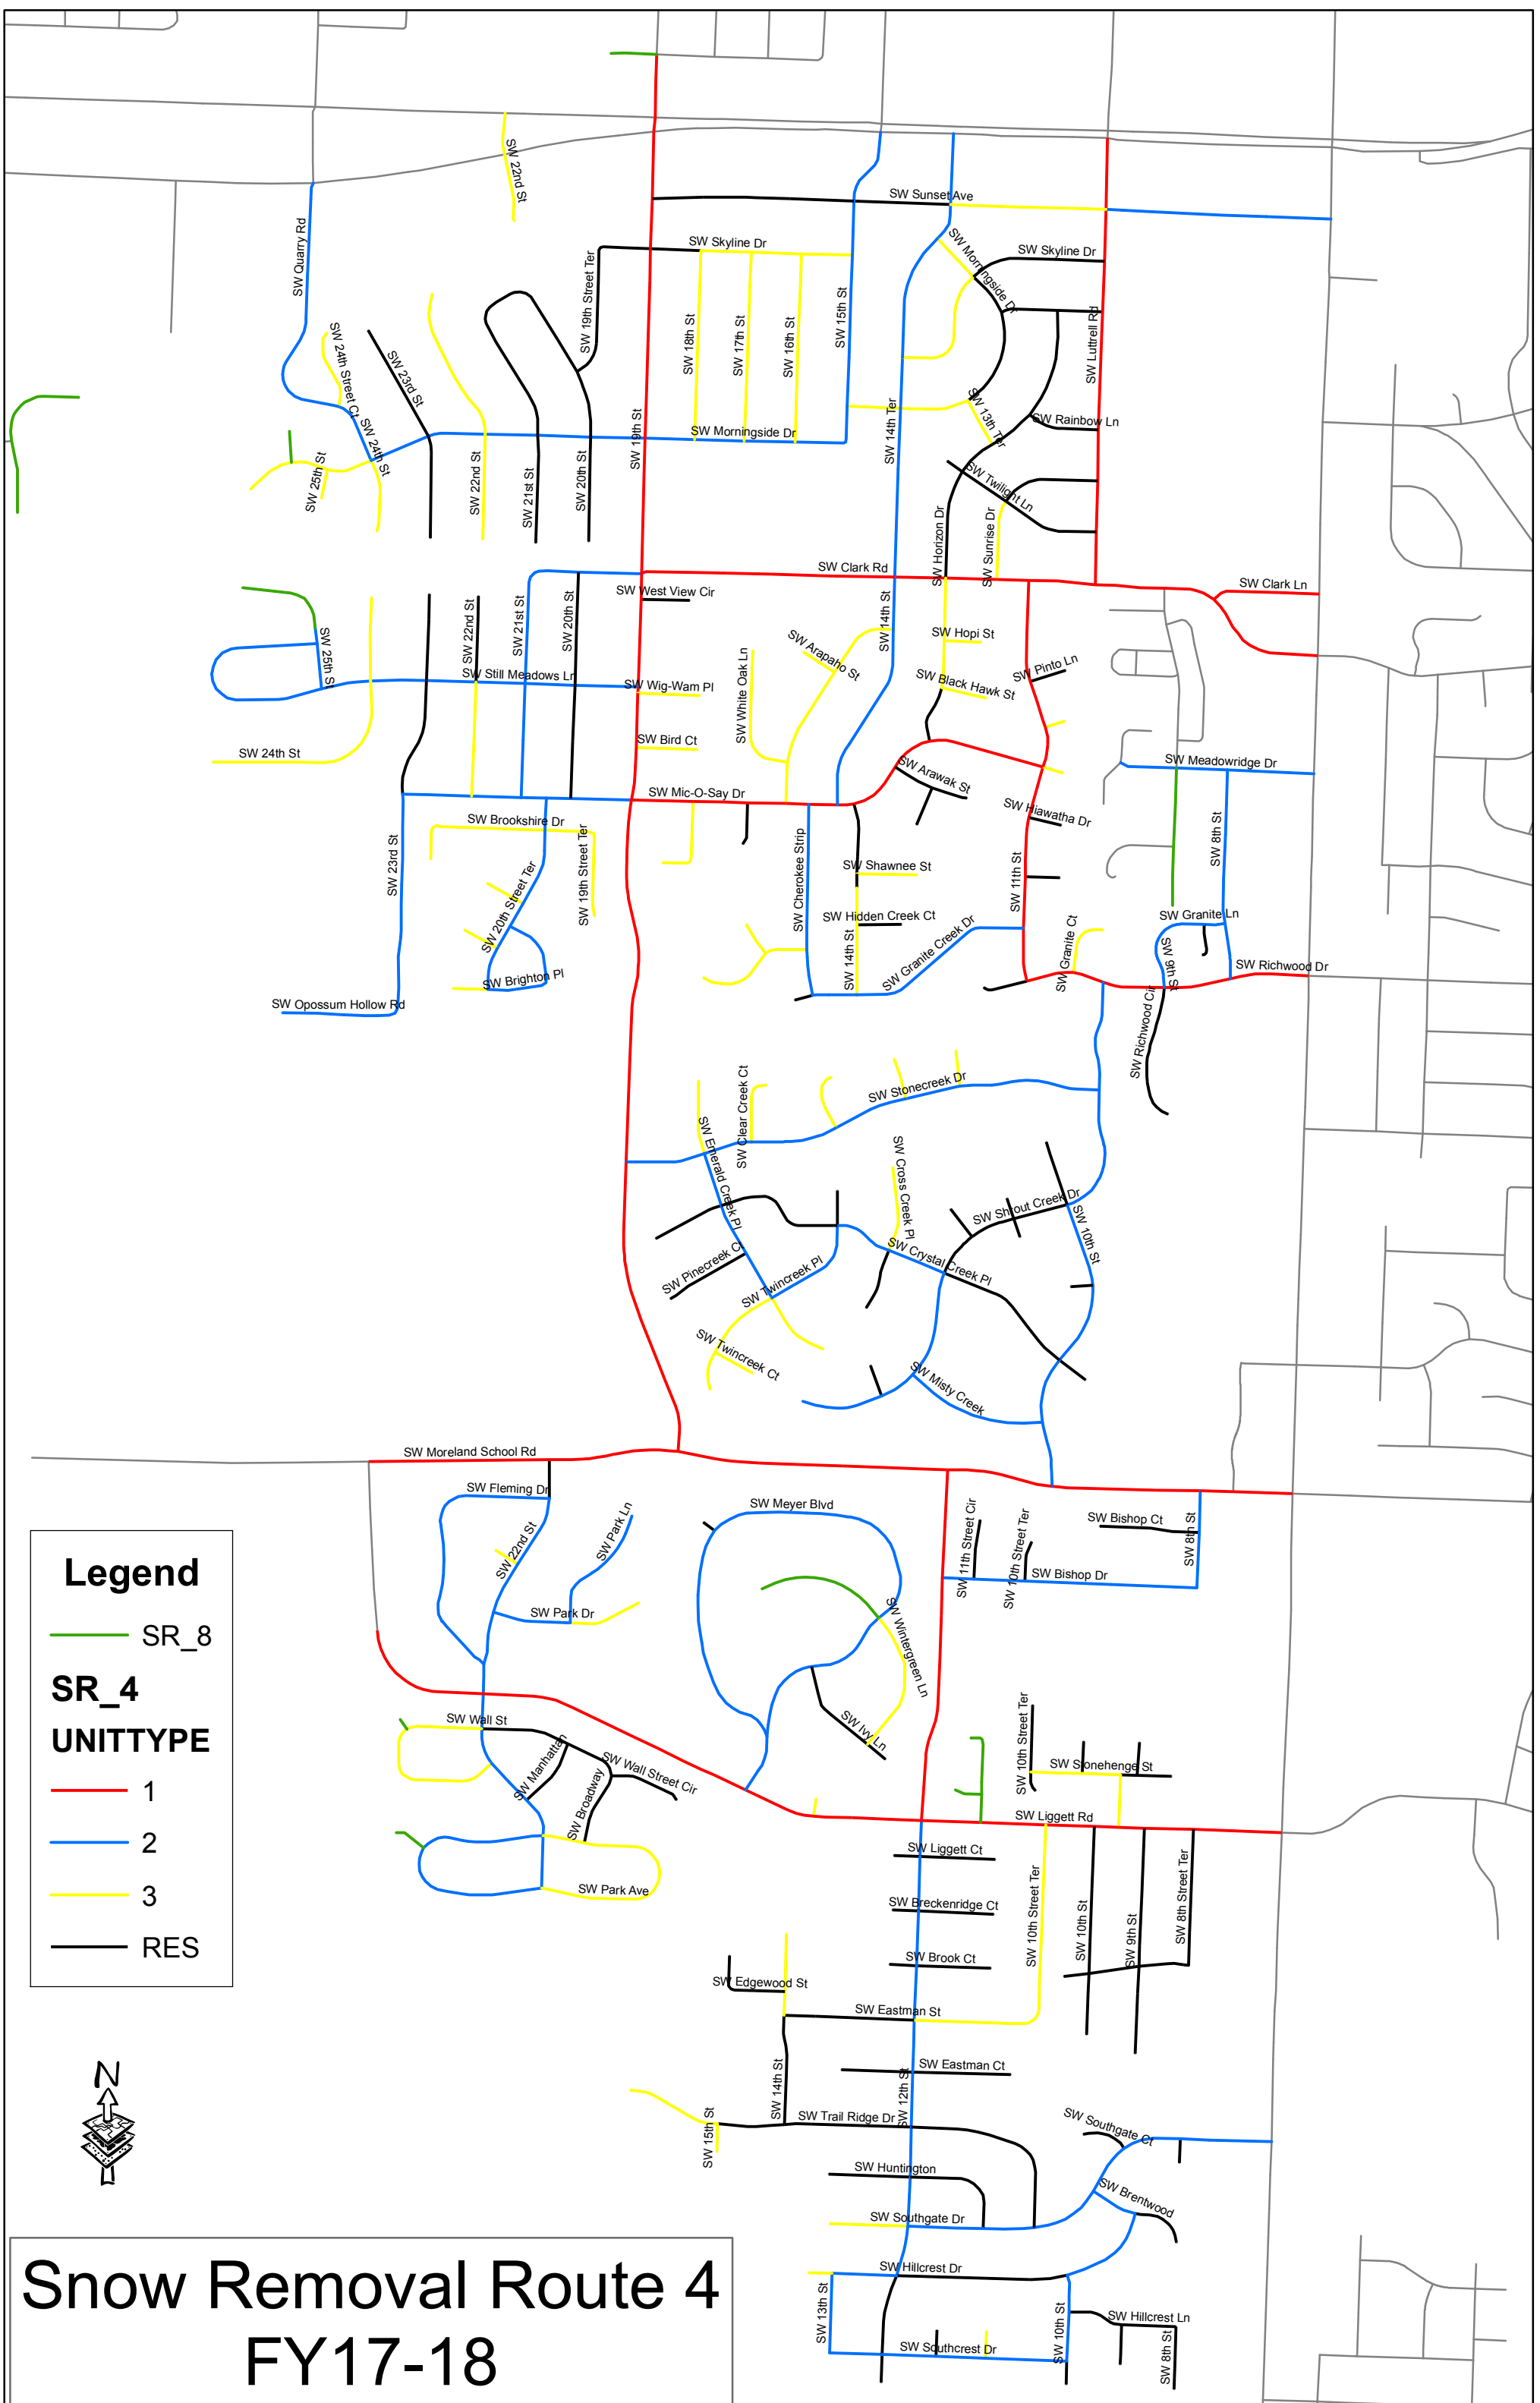 SW 22nd St
SW Sunset Ave
SW Quarry Rd
SW Skyline Dr
SW Morningside Dr
SW Skyline Dr
SW 19th Street Ter
SW 18th St
SW 17th St
SW 16th St
SW 15th St
SW Luttrell Rd
SW 24th Street Ct
SW 23rd St
SW 24th St
SW 25th St
SW 22nd St
SW 21st St
SW 20th St
SW 19th St
SW Morningside Dr
SW 14th Ter
SW 13th Ter
SW Rainbow Ln
SW Twilight Ln
SW Horizon Dr
SW Sunrise Dr
SW Clark Rd
SW Clark Ln
SW West View Cir
SW 25th St
SW 22nd St
SW 21st St
SW 20th St
SW 14th St
SW Hopi St
SW Arapaho St
SW Pinto Ln
SW Still Meadows Ln
SW Wig-Wam Pl
SW White Oak Ln
SW Black Hawk St
SW 24th St
SW Bird Ct
SW Meadowridge Dr
SW Arawak St
SW Mic-O-Say Dr
SW Hiawatha Dr
SW Brookshire Dr
SW 23rd St
SW 19th Street Ter
SW 20th Street Ter
SW Cherokee Strip
SW Shawnee St
SW 11th St
SW 8th St
SW Hidden Creek Ct
SW Granite Ln
SW 14th St
SW Granite Creek Dr
SW Granite Ct
SW 9th St
SW Richwood Dr
SW Brighton Pl
SW Opossum Hollow Rd
SW Richwood Cir
SW Stonecreek Dr
SW Clear Creek Ct
SW Emerald Creek Pl
SW Cross Creek Pl
SW Shrout Creek Dr
SW 10th St
SW Pinecreek C
SW Twincreek Pl
SW Crystal Creek Pl
SW Twincreek Ct
SW Misty Creek
SW Moreland School Rd
SW Fleming Dr
SW Meyer Blvd
SW Park Ln
SW 22nd St
SW 11th Street Cir
SW 10th Street Ter
SW Bishop Ct
SW 8th St
SW Bishop Dr
SW Park Dr
SW Wintergreen Ln
SW Wall St
SW Manhattan
SW Wall Street Cir
SW Broadway
SW Ivy Ln
SW 10th Street Ter
SW Stonehenge St
SW Liggett Rd
SW Park Ave
SW Liggett Ct
SW Breckenridge Ct
SW Brook Ct
SW 10th Street Ter
SW 10th St
SW 9th St
SW 8th Street Ter
SW Edgewood St
SW Eastman St
SW Eastman Ct
SW 14th St
SW 12th St
SW 15th St
SW Trail Ridge Dr
SW Southgate Ct
SW Huntington
SW Brentwood
SW Southgate Dr
SW Hillcrest Dr
SW 13th St
SW 10th St
SW Hillcrest Ln
SW Southcrest Dr
SW 8th St
Legend
SR_8
SR_4
UNITTYPE
1
2
3
RES
N
Snow Removal Route 4
FY17-18